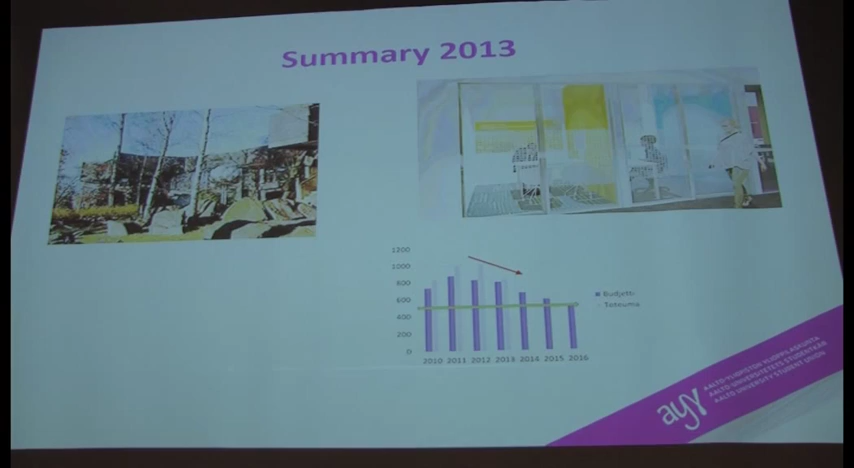 Summary 2013
1200
1000
800
600
400
200
0
2010 2011 2012 2013 2014 2015 2016
Budjetti
Toteuma
ayy
AALTO-YLIOPISTON YLIOPPILASKUNTA
AALTO-UNIVERSITETETS STUDENTKÅR
AALTO UNIVERSITY STUDENT UNION